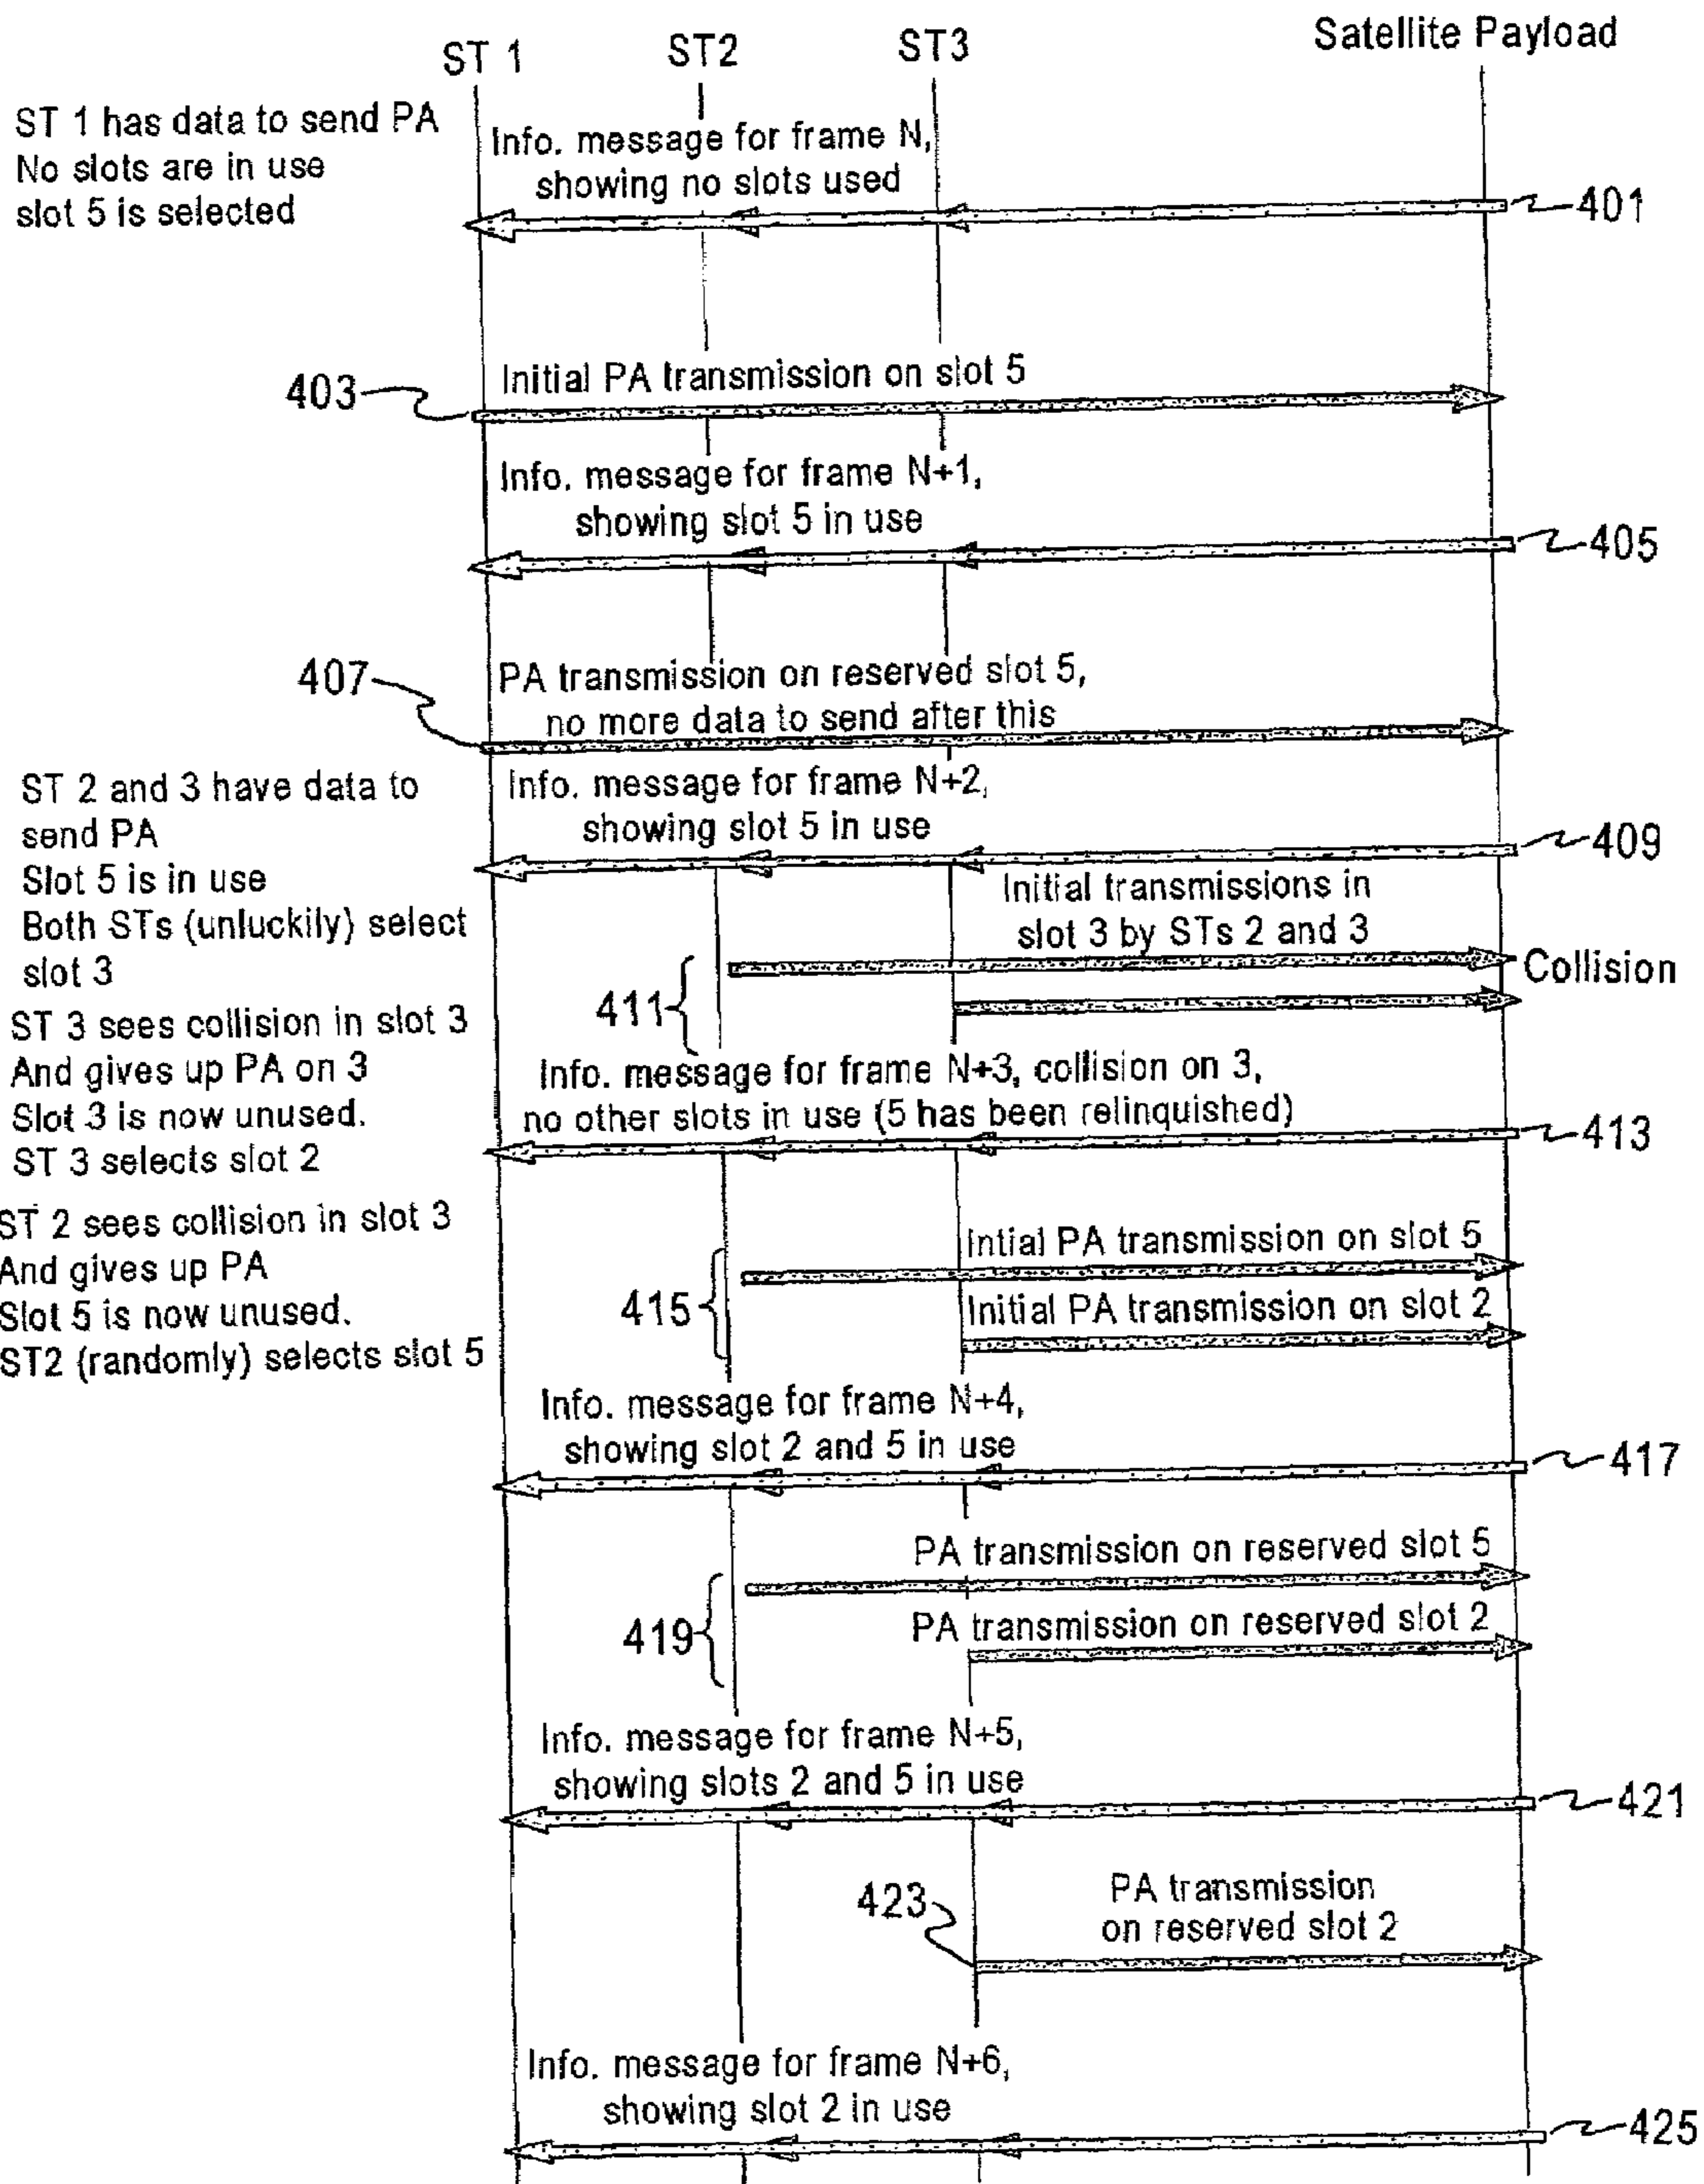 ST 1
ST2
ST3
Satellite Payload
ST 1 has data to send PA
No slots are in use
slot 5 is selected
Info. message for frame N,
showing no slots used
401
Initial PA transmission on slot 5
403
Info. message for frame N+1,
showing slot 5 in use
405
PA transmission on reserved slot 5,
no more data to send after this
407
ST 2 and 3 have data to
send PA
Slot 5 is in use
Both STs (unluckily) select
slot 3
Info. message for frame N+2,
showing slot 5 in use
409
Initial transmissions in
slot 3 by STs 2 and 3
Collision
411
ST 3 sees collision in slot 3
And gives up PA on 3
Slot 3 is now unused.
ST 3 selects slot 2
Info. message for frame N+3, collision on 3,
no other slots in use (5 has been relinquished)
413
ST 2 sees collision in slot 3
And gives up PA
Slot 5 is now unused.
ST2 (randomly) selects slot 5
Intial PA transmission on slot 5
415
Initial PA transmission on slot 2
Info. message for frame N+4,
showing slot 2 and 5 in use
417
PA transmission on reserved slot 5
419
PA transmission on reserved slot 2
Info. message for frame N+5,
showing slots 2 and 5 in use
421
423
PA transmission
on reserved slot 2
Info. message for frame N+6,
showing slot 2 in use
425